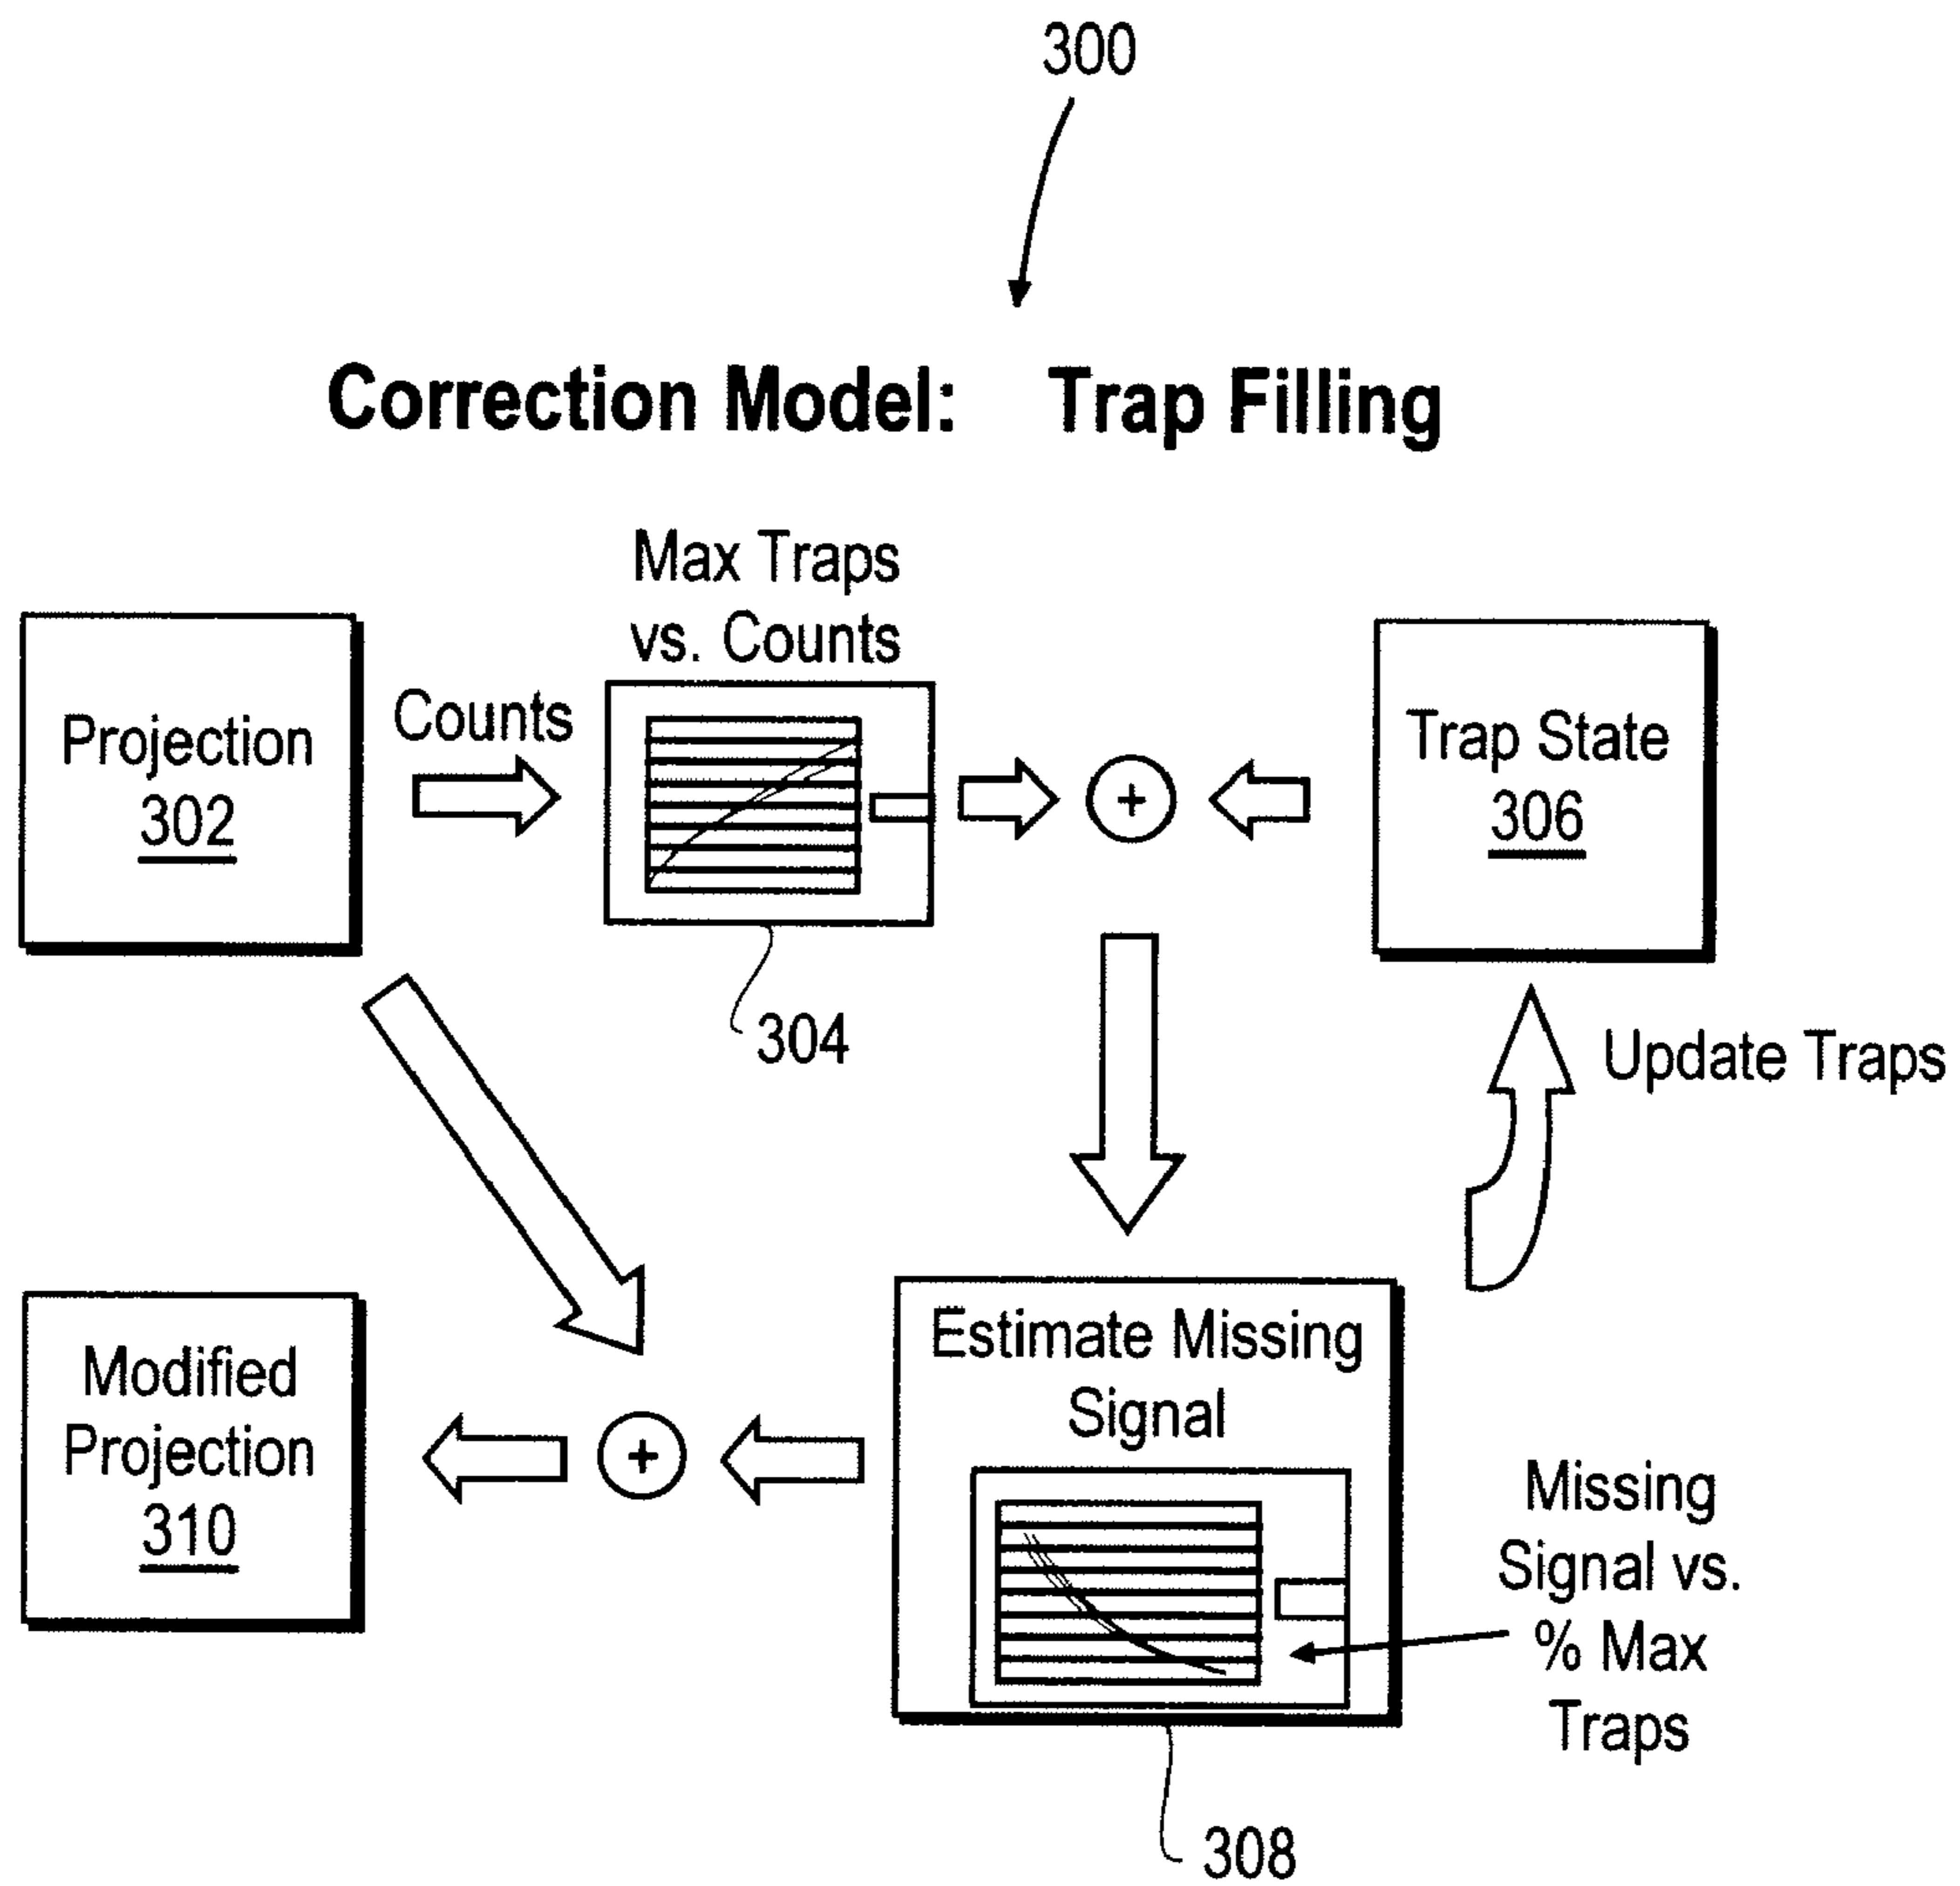 300
Correction Model: Trap Filling
Max Traps
vs. Counts
Projection
302
Counts
Trap State
306
304
Update Traps
Estimate Missing
Signal
Modified
Projection
310
Missing
Signal vs.
% Max
Traps
308